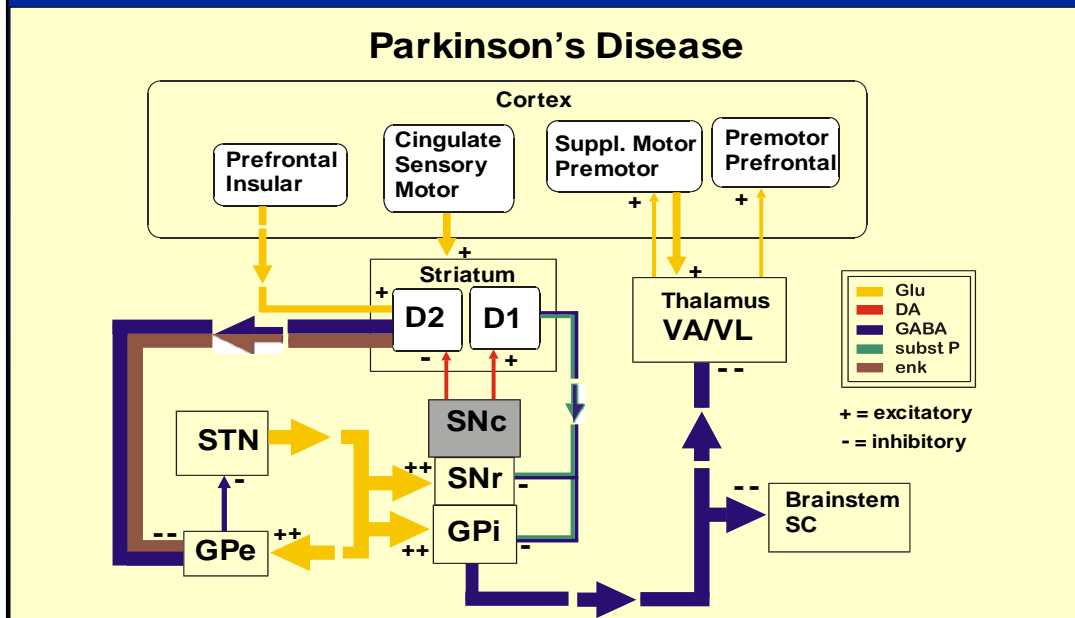 Parkinson's Disease
Cortex
Prefrontal
Insular
Cingulate
Sensory
Motor
Suppl. Motor
Premotor
Premotor
Prefrontal
+
+
+
+
Striatum
+
D2
D1
-
+
Thalamus
VA/VL
--
Glu
DA
GABA
subst P
enk
+ = excitatory
- = inhibitory
SNc
STN
-
++
SNr
-
GPi
++
-
--
GPe
++
--
Brainstem
SC